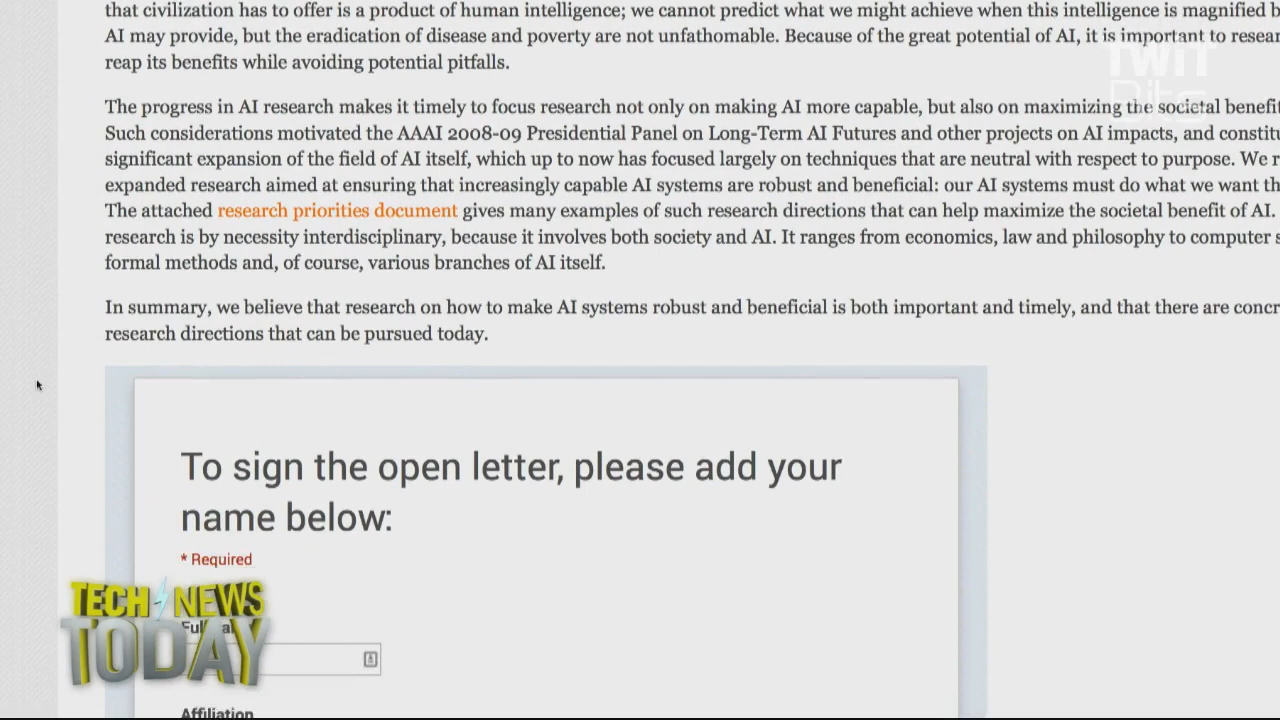 that civilization has to offer is a product of human intelligence; we cannot predict what we might achieve when this intelligence is magnified
AI may provide, but the eradication of disease and poverty are not unfathomable. Because of the great potential of AI, it is important to
reap its benefits while avoiding potential pitfalls.
TWiT
Bits
The progress in AI research makes it timely to focus research not only on making AI more capable, but also on maximizing the societal
Such considerations motivated the AAAI 2008-09 Presidential Panel on Long-Term AI Futures and other projects on AI impacts, and
significant expansion of the field of AI itself, which up to now has focused largely on techniques that are neutral with respect to purpose. We
expanded research aimed at ensuring that increasingly capable AI systems are robust and beneficial: our AI systems must do what we want
The attached research priorities document gives many examples of such research directions that can help maximize the societal benefit of AI.
research is by necessity interdisciplinary, because it involves both society and AI. It ranges from economics, law and philosophy to computer
formal methods and, of course, various branches of AI itself.
In summary, we believe that research on how to make AI systems robust and beneficial is both important and timely, and that there are
research directions that can be pursued today.
To sign the open letter, please add your
name below:
* Required
TECH NEWS
TODAY
Affiliation